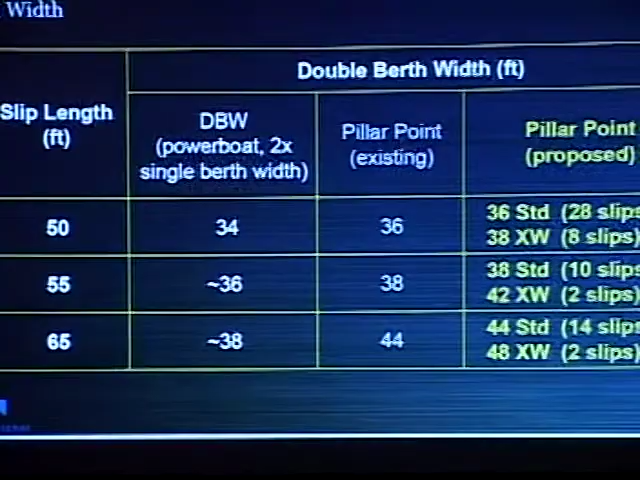 Width
Double Berth Width (ft)
Slip Length
(ft)
DBW
(powerboat, 2x
single berth width)
Pillar Point
(existing)
Pillar Point
(proposed)
50
34
36
36 Std (28 slips
38 XW (8 slips)
55
~36
38
38 Std (10 slips
42 XW (2 slips)
65
~38
44
44 Std (14 slips
48 XW (2 slips)